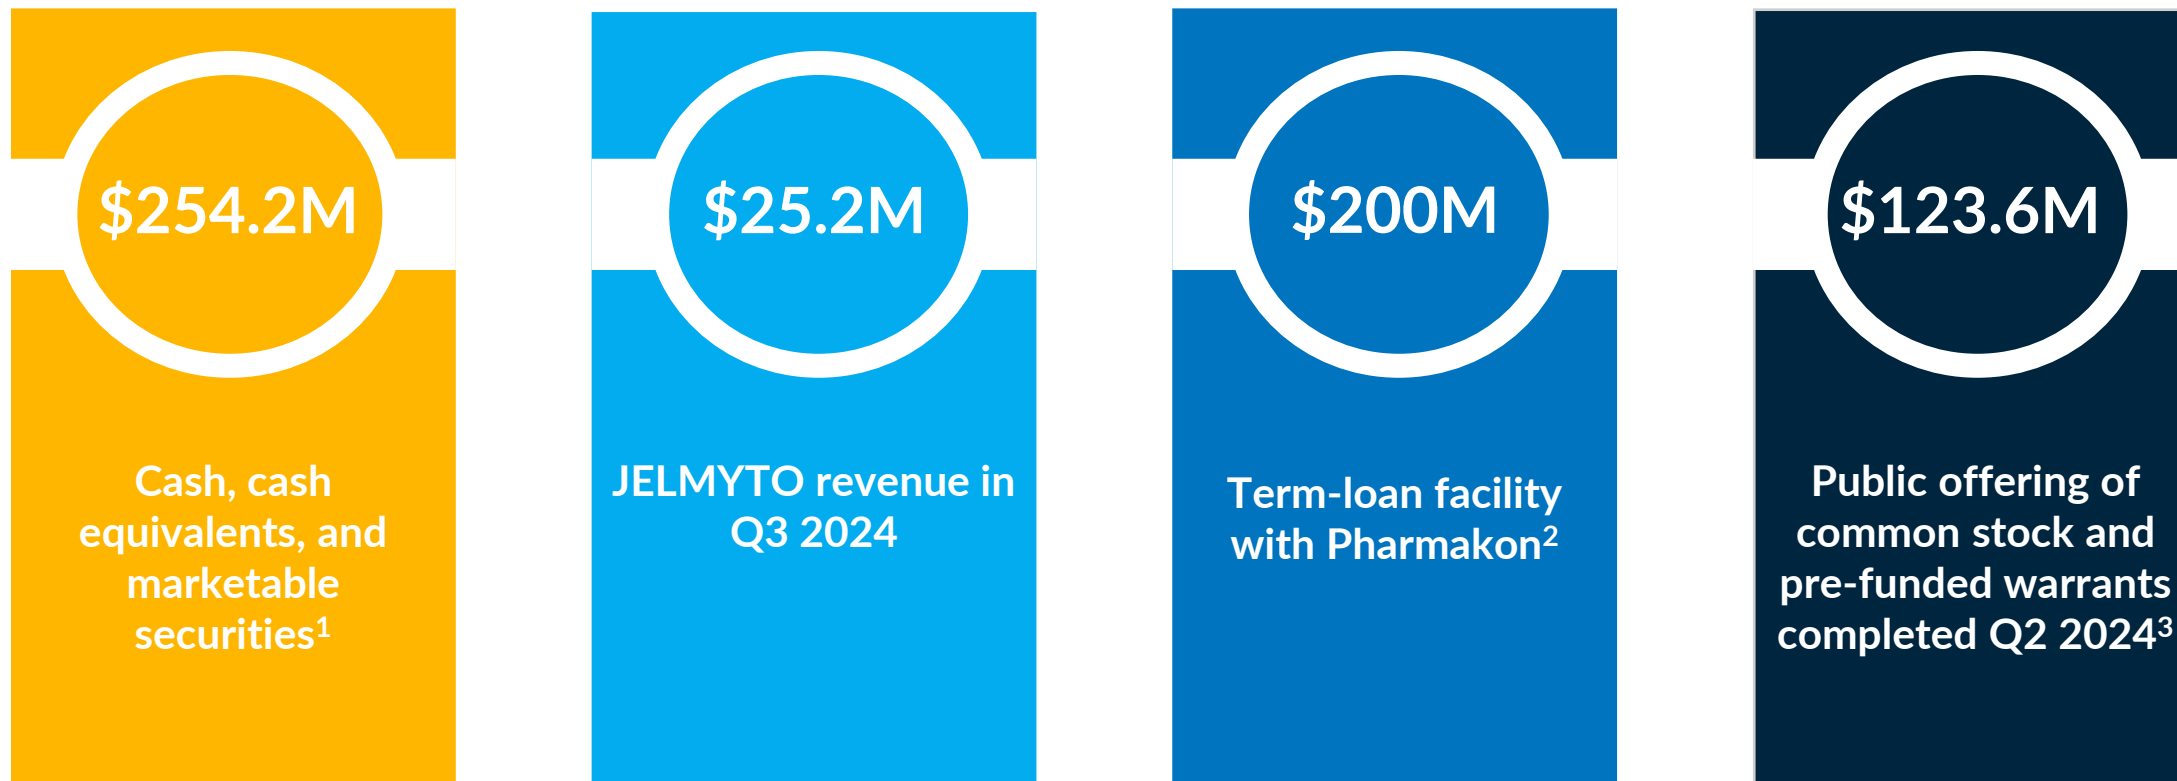 $254.2M
Cash, cash
equivalents, and
marketable
securities¹
$25.2M
JELMYTO revenue in
Q3 2024
$200M
Term-loan facility
with Pharmakon²
$123.6M
Public offering of
common stock and
pre-funded warrants
completed Q2 2024³